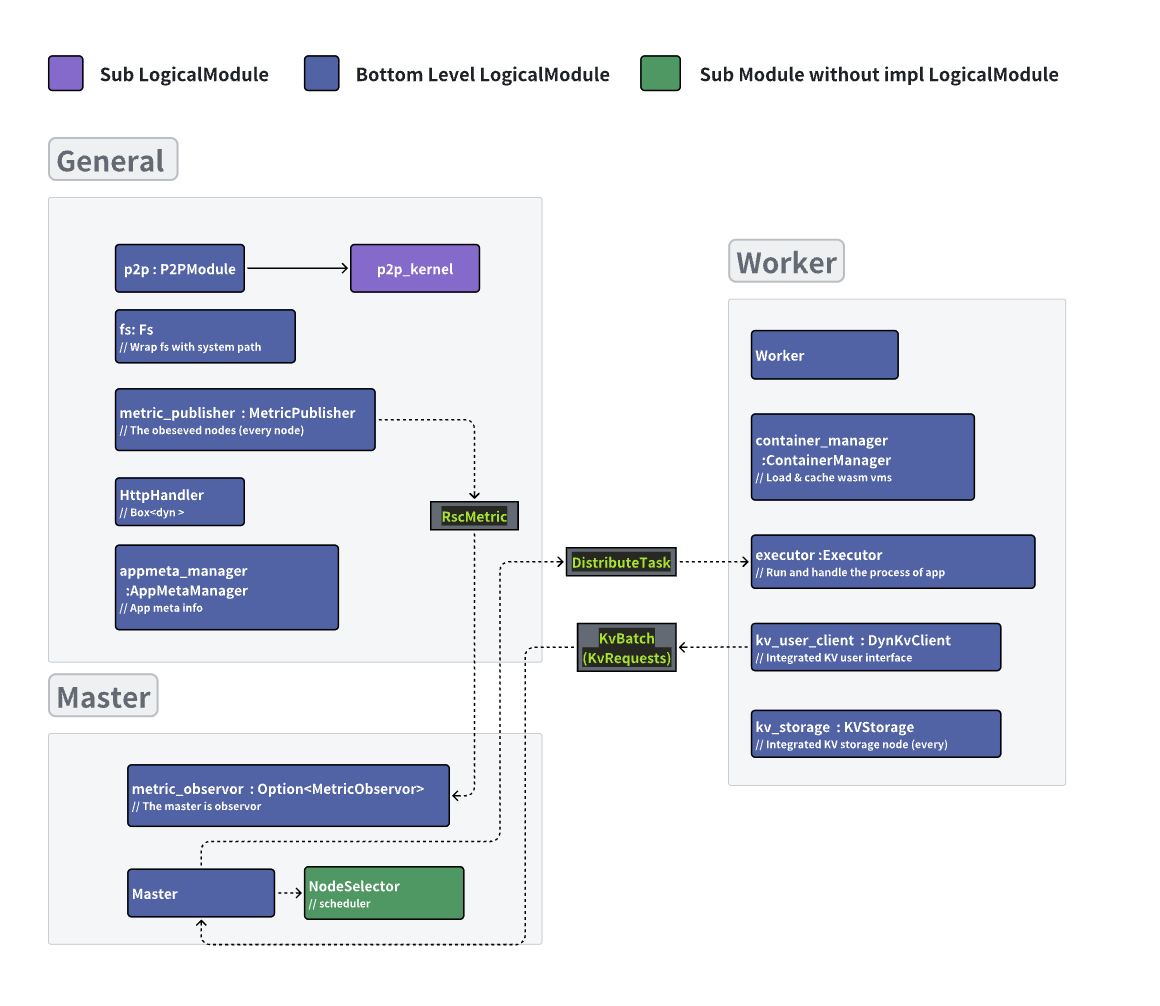 Sub LogicalModule
Bottom Level LogicalModule
Sub Module without impl LogicalModule
General
p2p : P2PModule
p2p_kernel
fs: Fs
// Wrap fs with system path
metric_publisher : MetricPublisher
// The obeseved nodes (every node)
HttpHandler
// Box<dyn >
RscMetric
appmeta_manager
:AppMetaManager
// App meta info
DistributeTask
KvBatch
(KvRequests)
Worker
Worker
container_manager
:ContainerManager
// Load & cache wasm vms
executor :Executor
// Run and handle the process of app
kv_user_client : DynKvClient
// Integrated KV user interface
kv_storage : KVStorage
// Integrated KV storage node (every)
Master
metric_observor : Option<MetricObservor>
// The master is observor
Master
NodeSelector
// scheduler